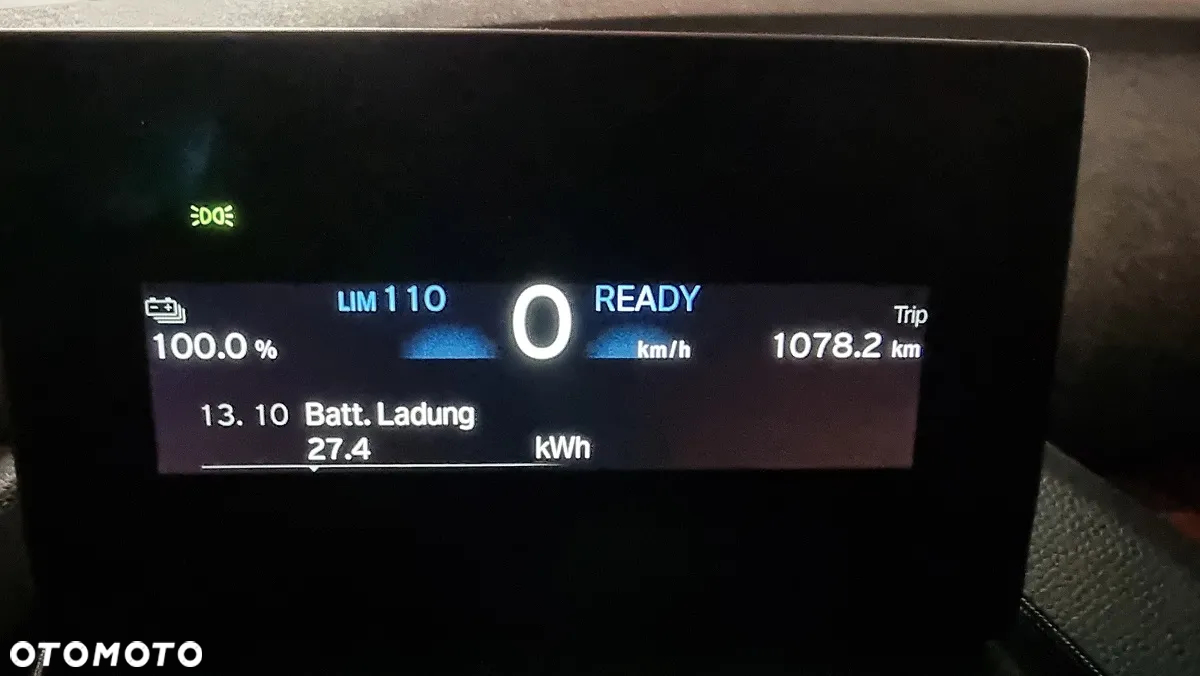 LIM 110
0
READY
km/h
100.0 %
Trip
1078.2 km
13. 10 Batt. Ladung
27.4 kWh
OTOMOTO